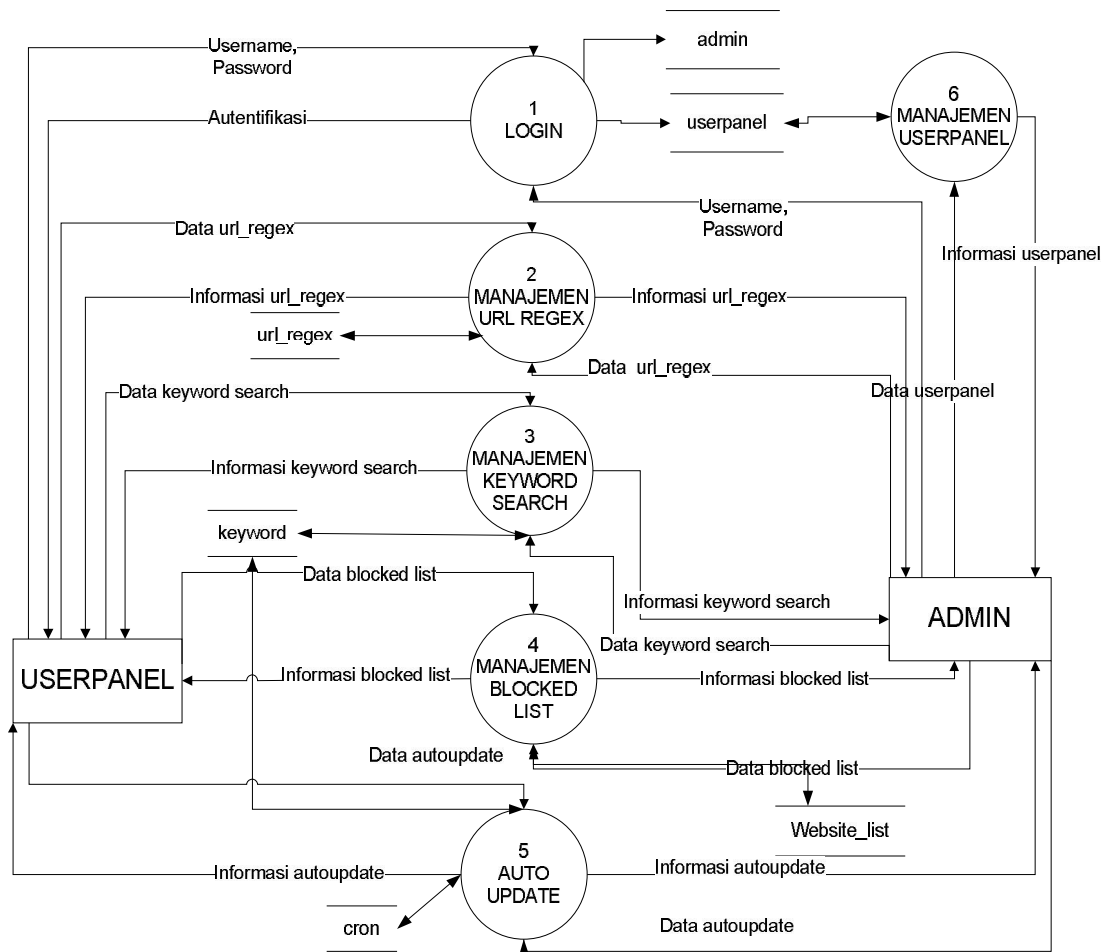 Username,
Password
admin
1
LOGIN
6
MANAJEMEN
USERPANEL
Autentifikasi
userpanel
Username,
Password
Data url_regex
Informasi userpanel
2
MANAJEMEN
URL REGEX
Informasi url_regex
Informasi url_regex
url_regex
Data url_regex
Data userpanel
Data keyword search
3
MANAJEMEN
KEYWORD
SEARCH
Informasi keyword search
keyword
Data blocked list
Informasi keyword search
ADMIN
Data keyword search
4
MANAJEMEN
BLOCKED
LIST
USERPANEL
Informasi blocked list
Informasi blocked list
Data autoupdate
Data blocked list
Website_list
5
AUTO
UPDATE
Informasi autoupdate
Informasi autoupdate
cron
Data autoupdate